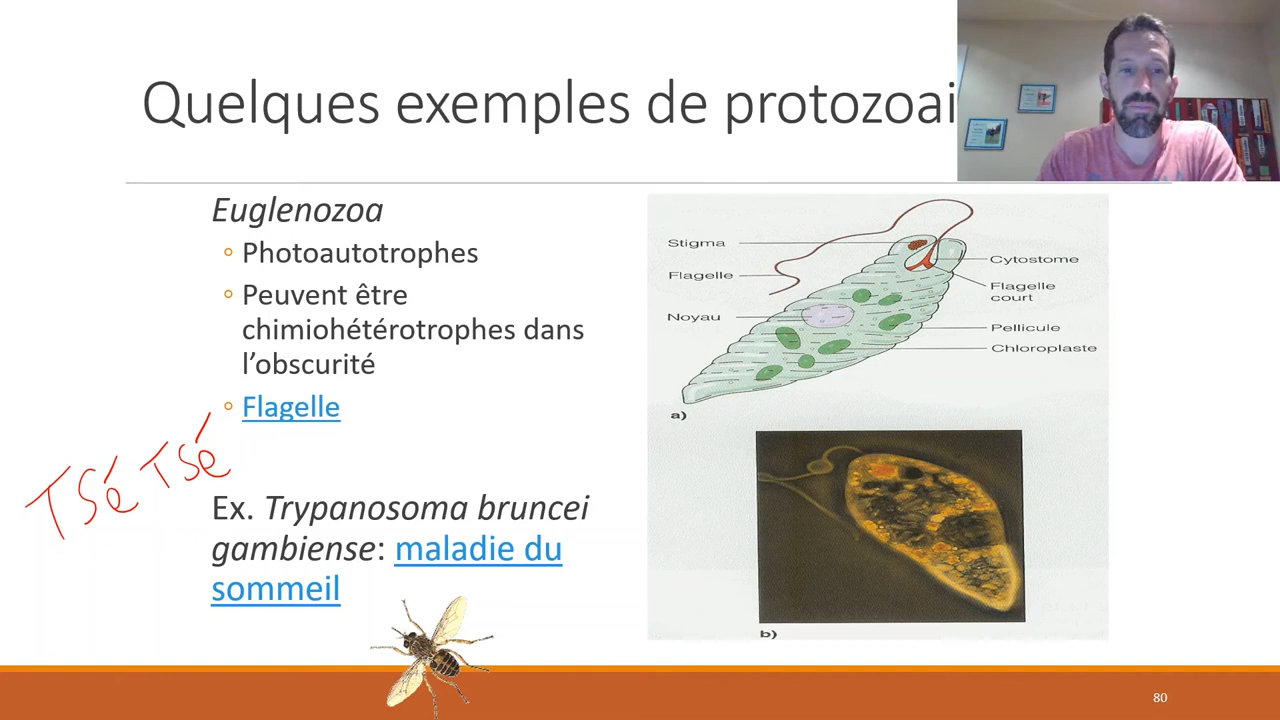 Quelques exemples de protozoai
Euglenozoa
◦ Photoautotrophes
◦ Peuvent être
chimiohétérotrophes dans
l'obscurité
◦ Flagelle
Tsé Tsé
Ex. Trypanosoma bruncei
gambiense: maladie du
sommeil
Stigma
Flagelle
Noyau
Cytostome
Flagelle
court
Pellicule
Chloroplaste
a)
b)
80